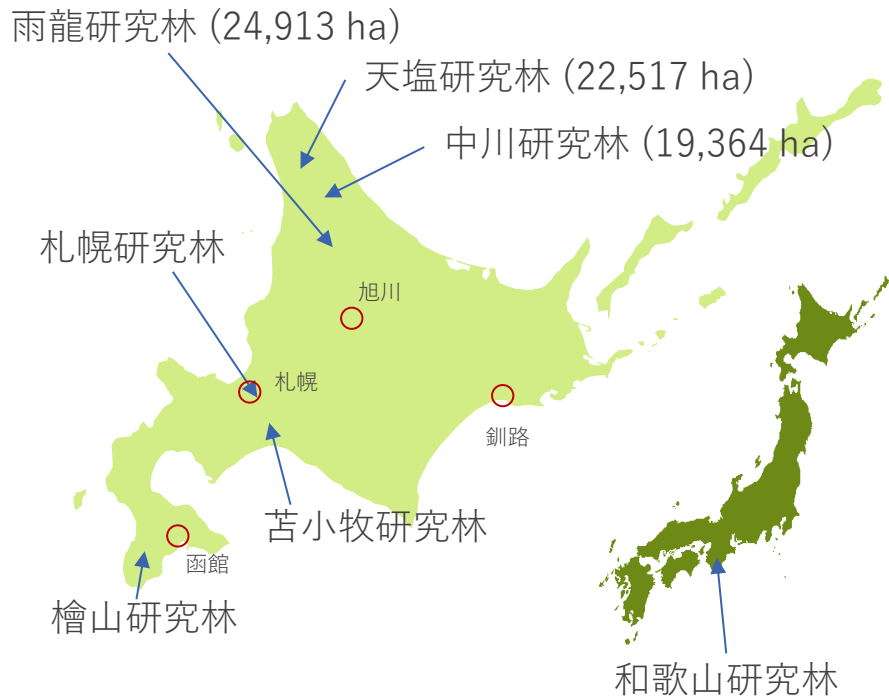 雨龍研究林 (24,913 ha)
天塩研究林 (22,517 ha)
中川研究林 (19,364 ha)
札幌研究林
旭川
札幌
釧路
苫小牧研究林
函館
檜山研究林
和歌山研究林